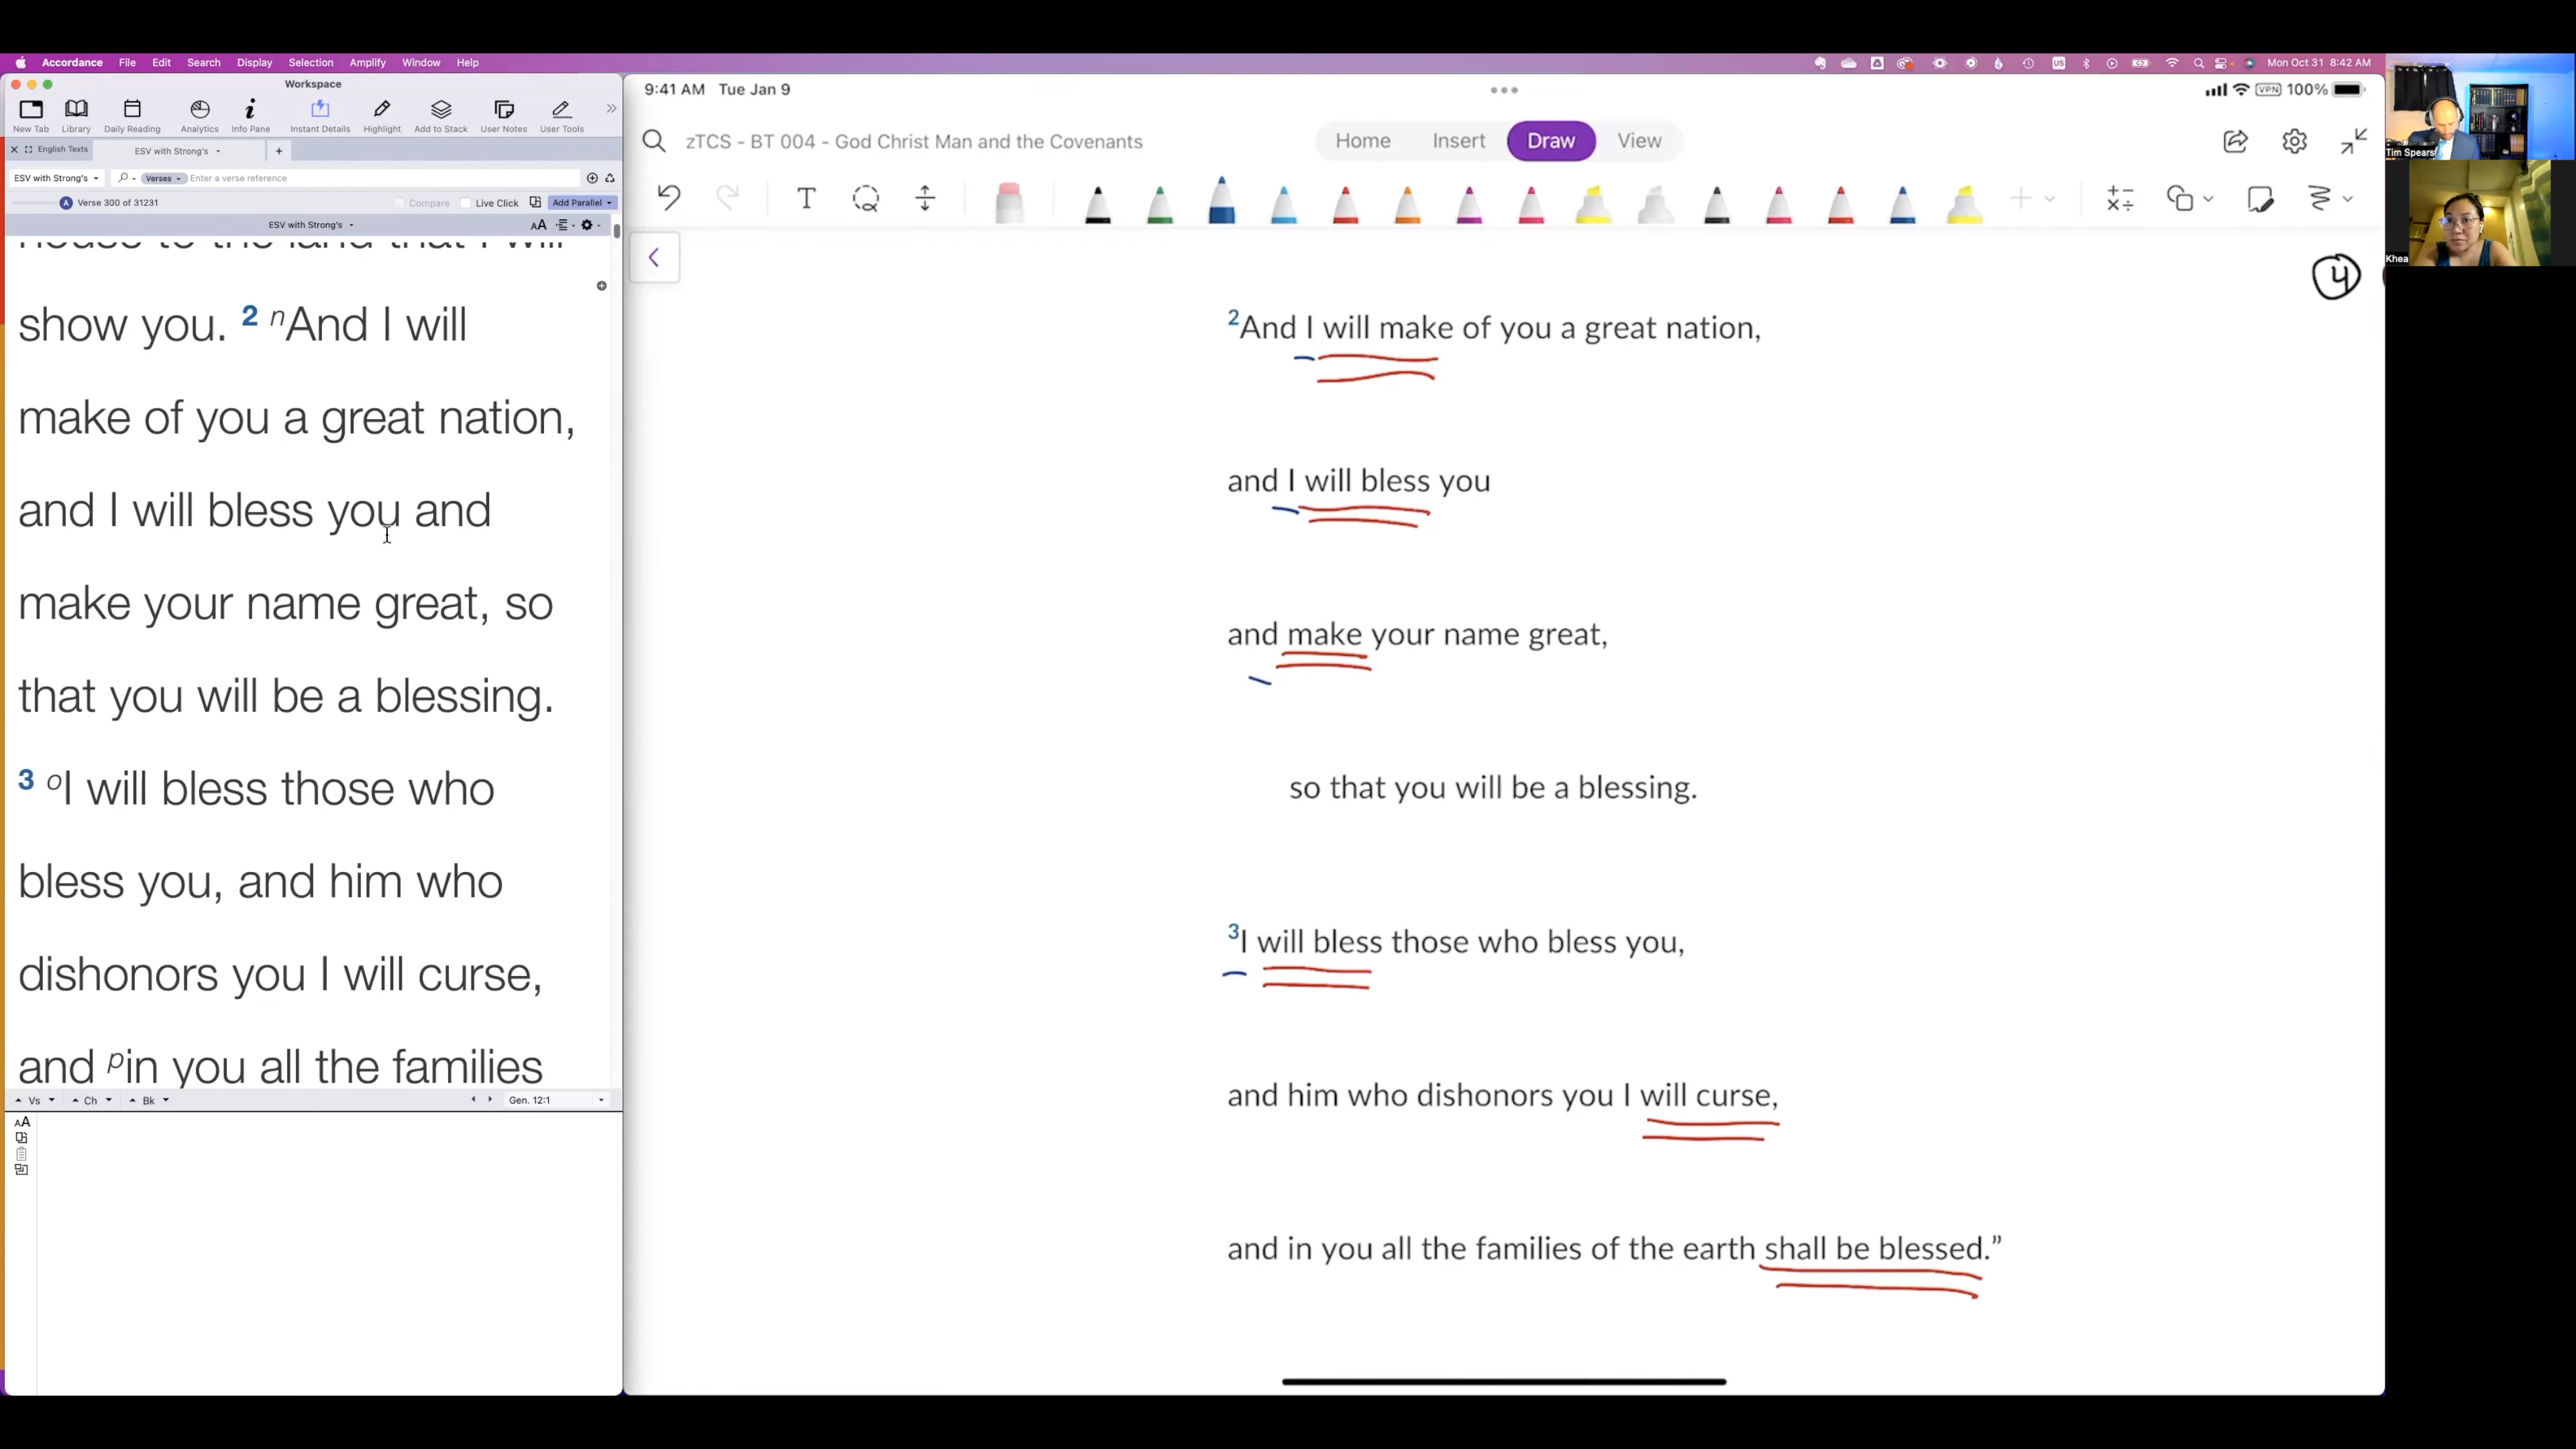 Accordance File Edit Search Display Selection Amplify Window Help
Mon Oct 31 8:42 AM
Workspace
New Tab Library Daily Reading Analytics Info Pane Instant Details Highlight Add to Stack User Notes User Tools
English Texts ESV with Strong's
ESV with Strong's Verses Enter a verse reference
Verse 300 of 31231 Compare Live Click Add Parallel
ESV with Strong's
show you. 2 nAnd I will
make of you a great nation,
and I will bless you and
make your name great, so
that you will be a blessing.
3 oI will bless those who
bless you, and him who
dishonors you I will curse,
and pin you all the families
Vs Ch Bk Gen. 12:1
9:41 AM Tue Jan 9
VPN 100%
zTCS - BT 004 - God Christ Man and the Covenants
Home Insert Draw View
4
2And I will make of you a great nation,
and I will bless you
and make your name great,
so that you will be a blessing.
3I will bless those who bless you,
and him who dishonors you I will curse,
and in you all the families of the earth shall be blessed.”
Tim Spears
Khea